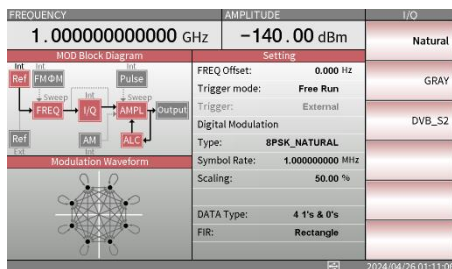 FREQUENCY AMPLITUDE I/Q
1.000000000000 GHz −140.00 dBm
Natural
GRAY
DVB_S2
MOD Block Diagram
Int Int Int
Ref FMΦM Pulse
Sweep Int Sweep
FREQ I/Q AMPL Output
Ref AM ALC
Ext Int
Modulation Waveform
Setting
FREQ Offset: 0.000 Hz
Trigger mode: Free Run
Trigger: External
Digital Modulation
Type: 8PSK_NATURAL
Symbol Rate: 1.000000000 MHz
Scaling: 50.00 %
DATA Type: 4 1's & 0's
FIR: Rectangle
2024/04/26 01:11:00